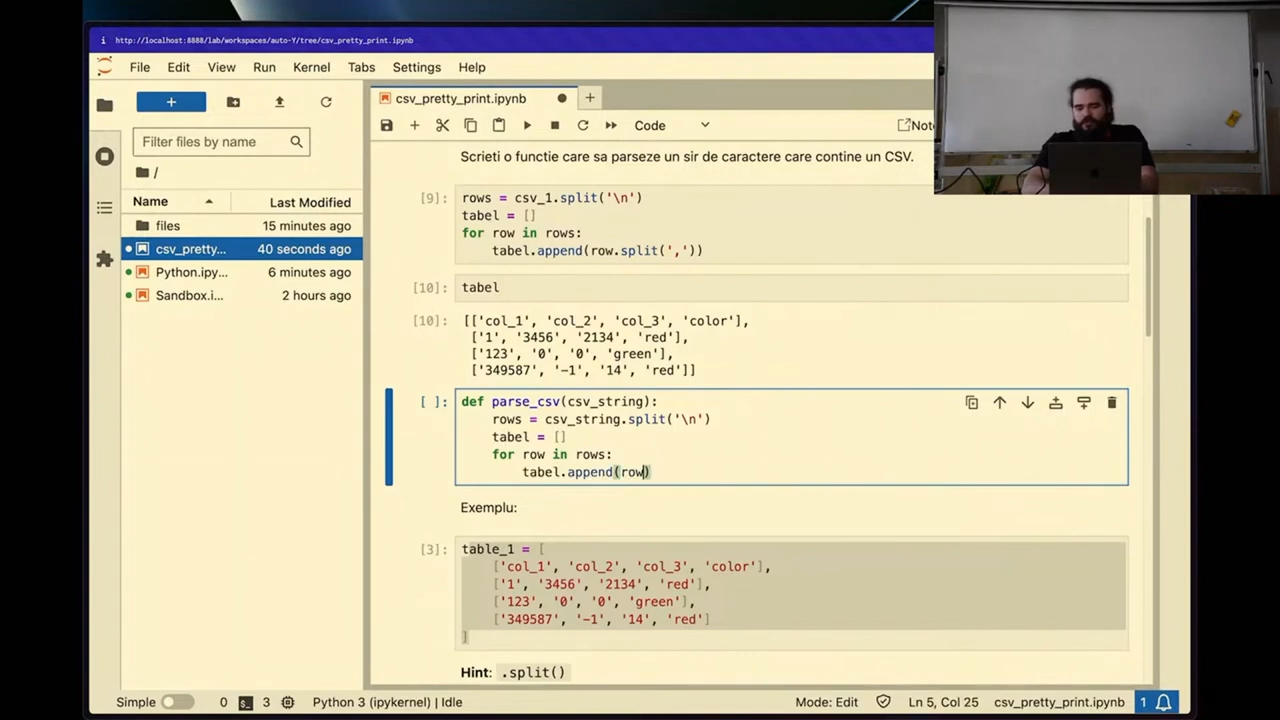 http://localhost:8888/lab/workspaces/auto-Y/tree/csv_pretty_print.ipynb
File Edit View Run Kernel Tabs Settings Help
csv_pretty_print.ipynb
Code
Note
Filter files by name
/
Name Last Modified
files 15 minutes ago
csv_pretty... 40 seconds ago
Python.ipy... 6 minutes ago
Sandbox.i... 2 hours ago
Scrieti o functie care sa parseze un sir de caractere care contine un CSV.
[9]: rows = csv_1.split('\n')
tabel = []
for row in rows:
tabel.append(row.split(','))
[10]: tabel
[10]: [['col_1', 'col_2', 'col_3', 'color'],
['1', '3456', '2134', 'red'],
['123', '0', '0', 'green'],
['349587', '-1', '14', 'red']]
[ ]: def parse_csv(csv_string):
rows = csv_string.split('\n')
tabel = []
for row in rows:
tabel.append(row)
Exemplu:
[3]: table_1 = [
['col_1', 'col_2', 'col_3', 'color'],
['1', '3456', '2134', 'red'],
['123', '0', '0', 'green'],
['349587', '-1', '14', 'red']
]
Hint: .split()
Simple 0 3 Python 3 (ipykernel) | Idle Mode: Edit Ln 5, Col 25 csv_pretty_print.ipynb 1